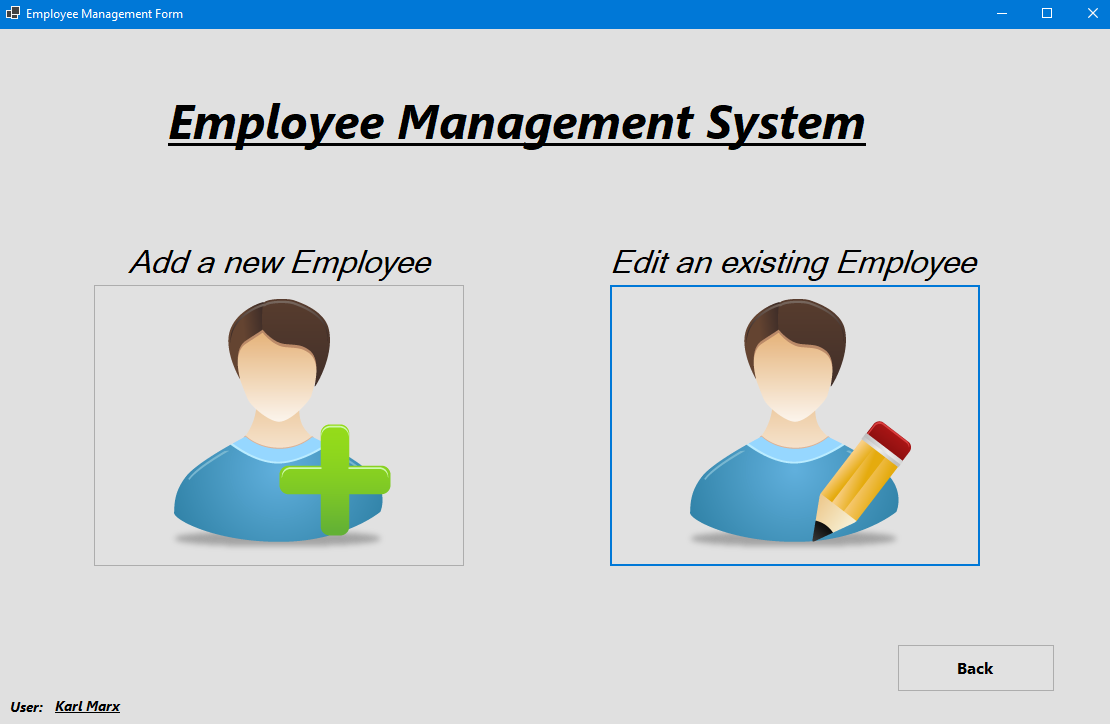 Employee Management Form
Employee Management System
Add a new Employee
Edit an existing Employee
Back
User: Karl Marx